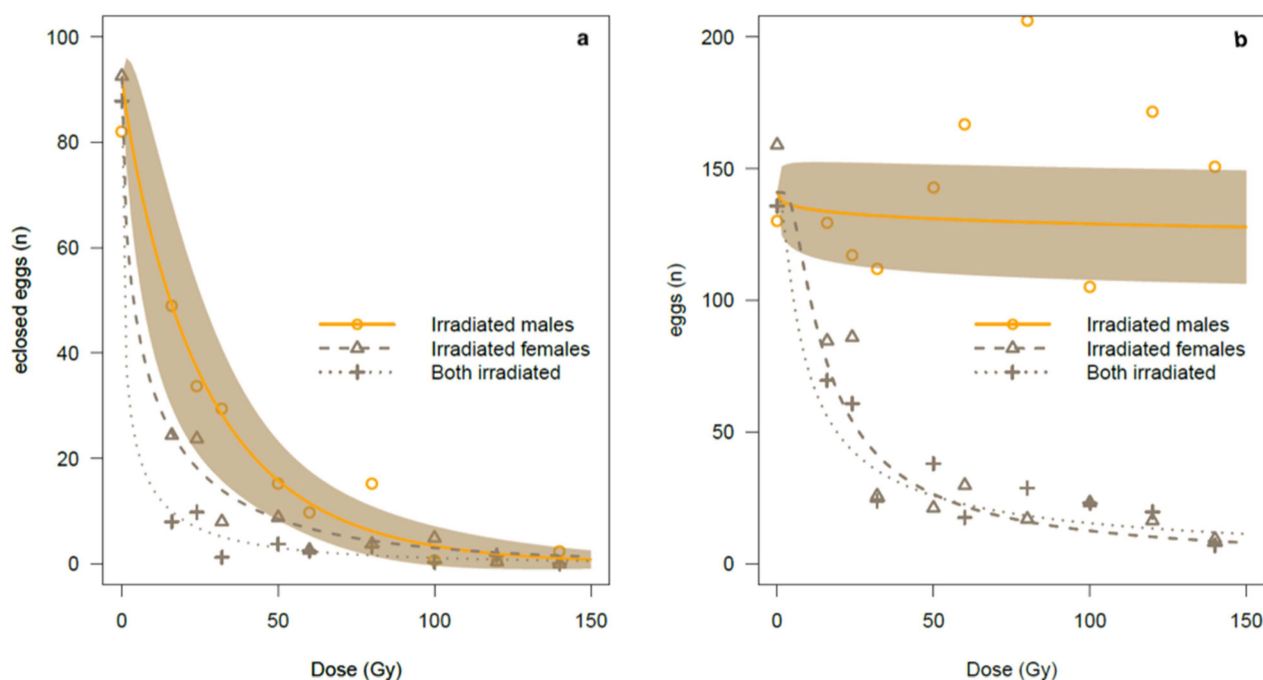 a
100
80
60
40
20
0
eclosed eggs (n)
Irradiated males
Irradiated females
Both irradiated
0
50
100
150
Dose (Gy)
b
200
150
100
50
0
eggs (n)
Irradiated males
Irradiated females
Both irradiated
0
50
100
150
Dose (Gy)